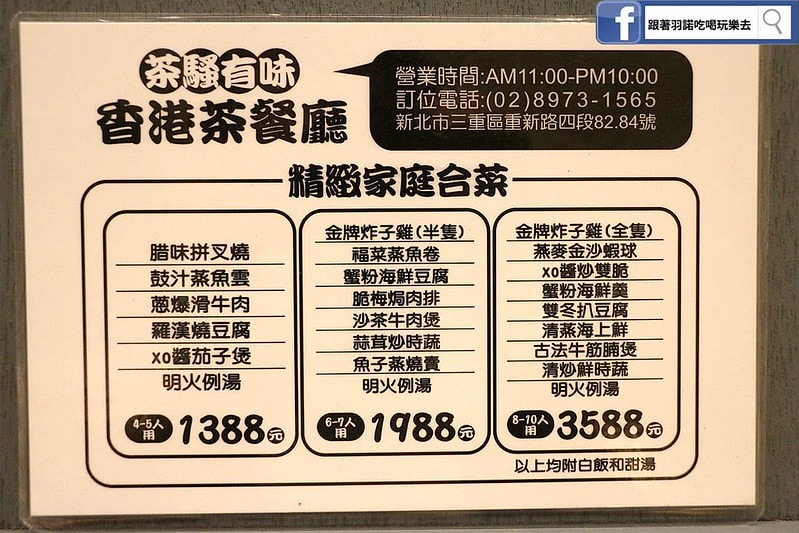 跟著羽諾吃喝玩樂去
茶騷有味
香港茶餐廳
營業時間:AM11:00-PM10:00
訂位電話:(02)8973-1565
新北市三重區重新路四段82.84號
精緻家庭合菜
腊味拼叉燒
鼓汁蒸魚雲
蔥爆滑牛肉
羅漢燒豆腐
xo醬茄子煲
明火例湯
4-5人用 1388元
金牌炸子雞(半隻)
福菜蒸魚卷
蟹粉海鮮豆腐
脆梅焗肉排
沙茶牛肉煲
蒜茸炒時蔬
魚子蒸燒賣
明火例湯
6-7人用 1988元
金牌炸子雞(全隻)
燕麥金沙蝦球
xo醬炒雙脆
蟹粉海鮮羹
雙冬扒豆腐
清蒸海上鮮
古法牛筋腩煲
清炒鮮時蔬
明火例湯
8-10人用 3588元
以上均附白飯和甜湯